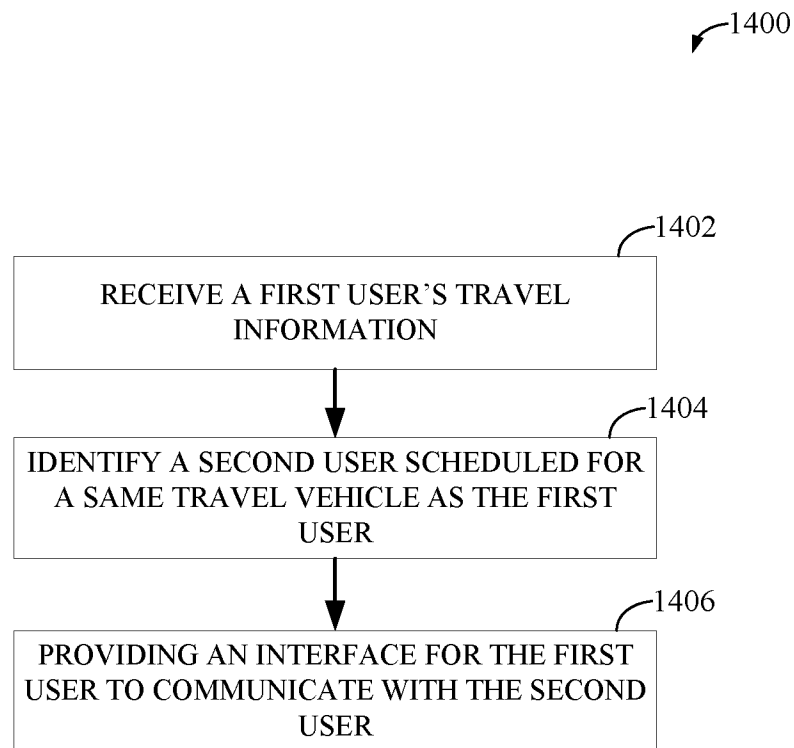 1400
1402
RECEIVE A FIRST USER'S TRAVEL
INFORMATION
1404
IDENTIFY A SECOND USER SCHEDULED FOR
A SAME TRAVEL VEHICLE AS THE FIRST
USER
1406
PROVIDING AN INTERFACE FOR THE FIRST
USER TO COMMUNICATE WITH THE SECOND
USER